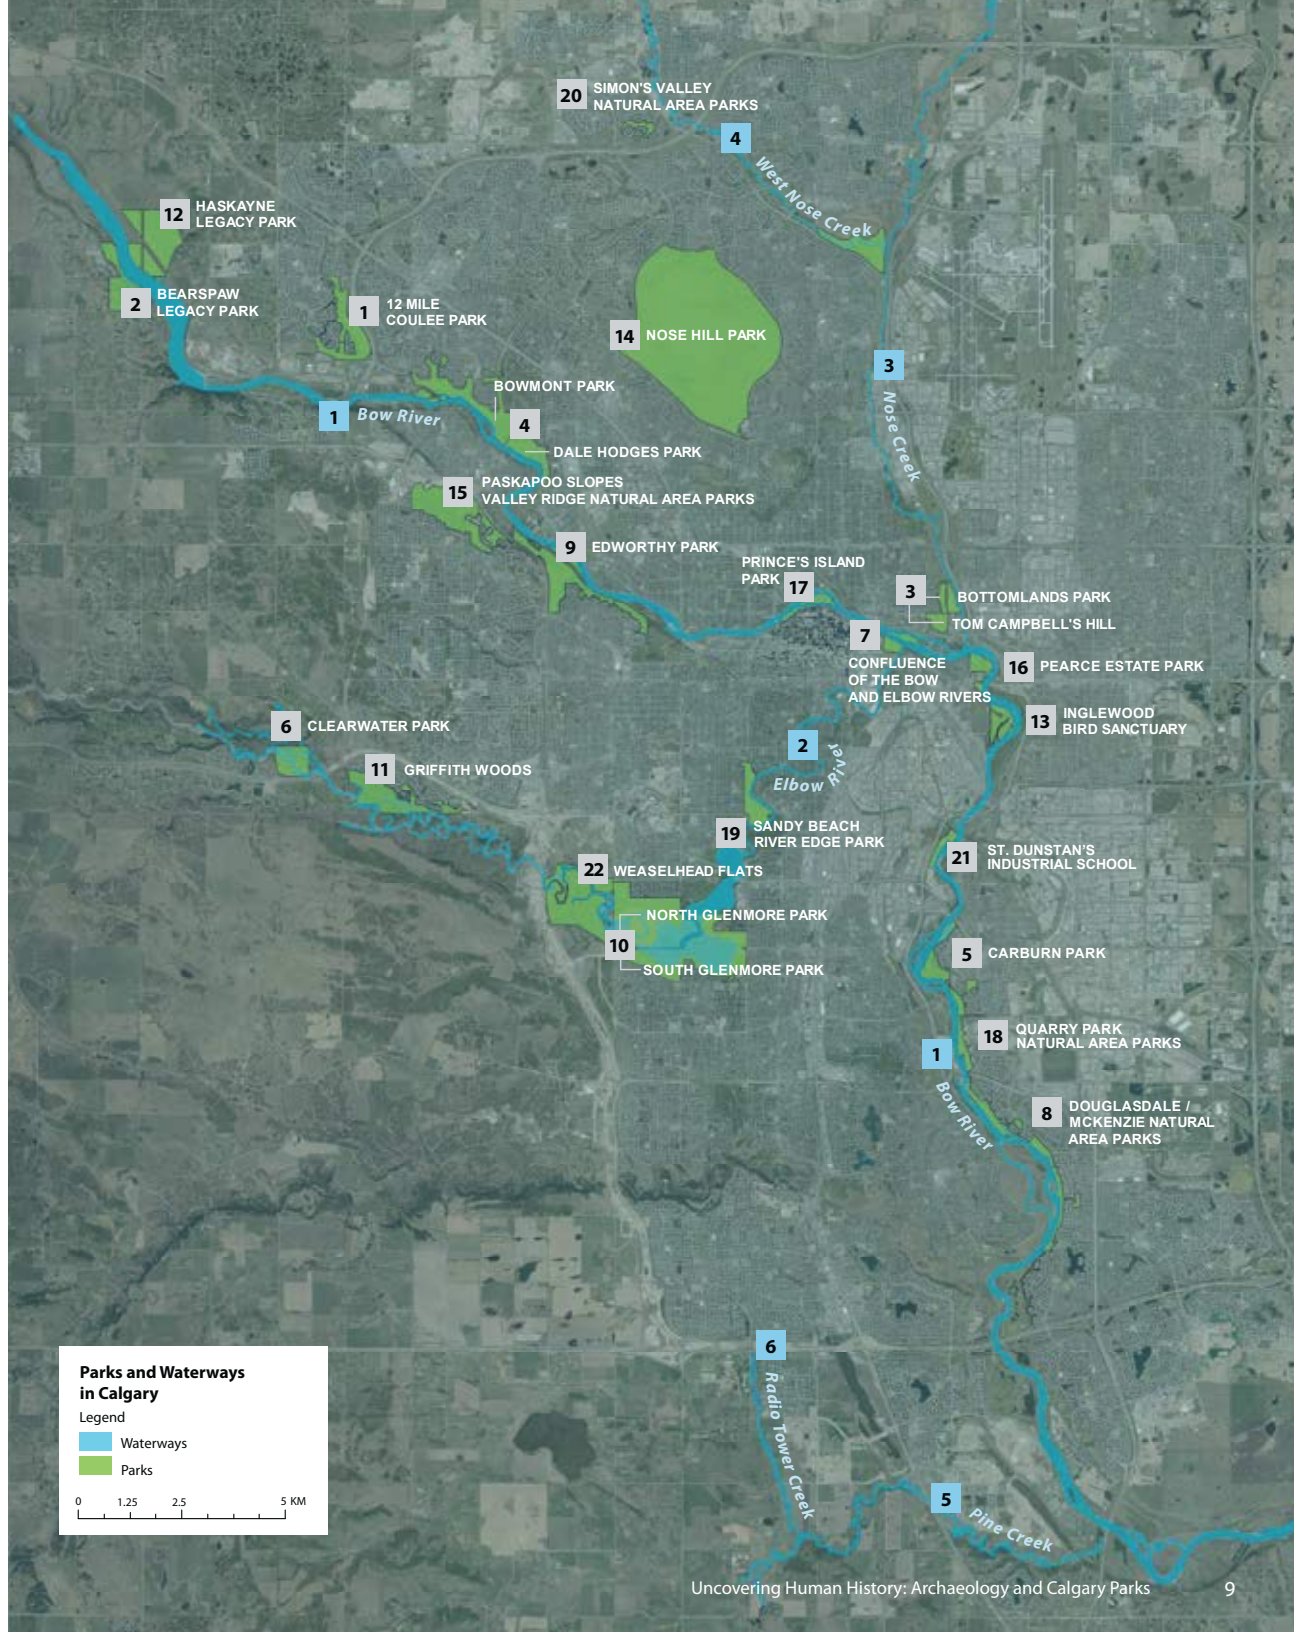 20
SIMON'S VALLEY
NATURAL AREA PARKS
4
West Nose Creek
12
HASKAYNE
LEGACY PARK
2
BEARSPAW
LEGACY PARK
1
12 MILE
COULEE PARK
14
NOSE HILL PARK
3
Nose Creek
1
Bow River
BOWMONT PARK
4
DALE HODGES PARK
15
PASKAPOO SLOPES
VALLEY RIDGE NATURAL AREA PARKS
9
EDWORTHY PARK
PRINCE'S ISLAND
PARK
17
3
BOTTOMLANDS PARK
TOM CAMPBELL'S HILL
7
CONFLUENCE
OF THE BOW
AND ELBOW RIVERS
16
PEARCE ESTATE PARK
13
INGLEWOOD
BIRD SANCTUARY
6
CLEARWATER PARK
11
GRIFFITH WOODS
2
Elbow River
19
SANDY BEACH
RIVER EDGE PARK
21
ST. DUNSTAN’S
INDUSTRIAL SCHOOL
22
WEASELHEAD FLATS
NORTH GLENMORE PARK
10
SOUTH GLENMORE PARK
5
CARBURN PARK
18
QUARRY PARK
NATURAL AREA PARKS
1
Bow River
8
DOUGLASDALE /
MCKENZIE NATURAL
AREA PARKS
6
Radio Tower Creek
5
Pine Creek
Parks and Waterways
in Calgary
Legend
Waterways
Parks
0 1.25 2.5 5 KM
Uncovering Human History: Archaeology and Calgary Parks 9